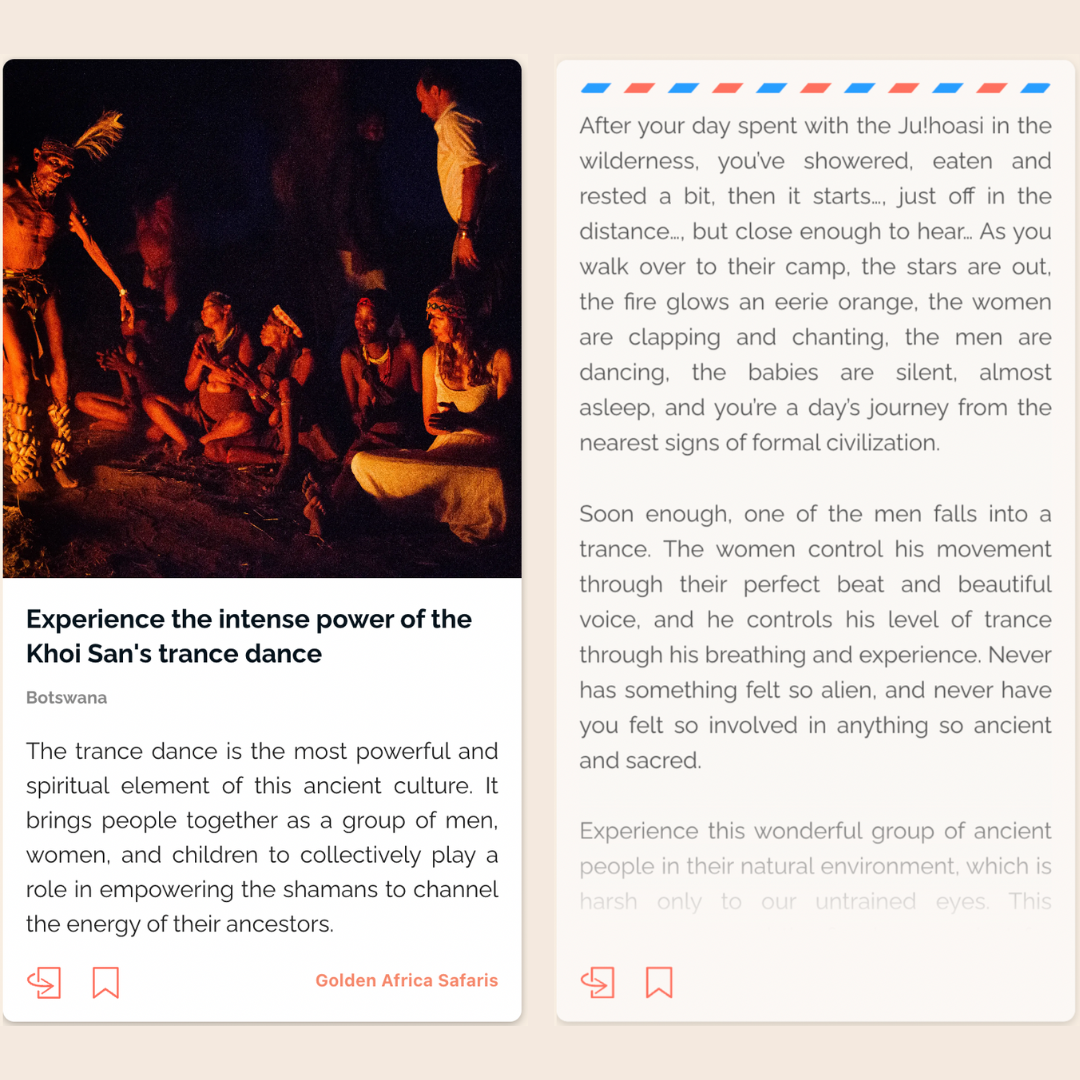 Experience the intense power of the
Khoi San's trance dance
Botswana
The trance dance is the most powerful and
spiritual element of this ancient culture. It
brings people together as a group of men,
women, and children to collectively play a
role in empowering the shamans to channel
the energy of their ancestors.
Golden Africa Safaris
After your day spent with the Ju!hoasi in the
wilderness, you’ve showered, eaten and
rested a bit, then it starts…, just off in the
distance…, but close enough to hear… As you
walk over to their camp, the stars are out,
the fire glows an eerie orange, the women
are clapping and chanting, the men are
dancing, the babies are silent, almost
asleep, and you’re a day’s journey from the
nearest signs of formal civilization.
Soon enough, one of the men falls into a
trance. The women control his movement
through their perfect beat and beautiful
voice, and he controls his level of trance
through his breathing and experience. Never
has something felt so alien, and never have
you felt so involved in anything so ancient
and sacred.
Experience this wonderful group of ancient
people in their natural environment, which is
harsh only to our untrained eyes. This